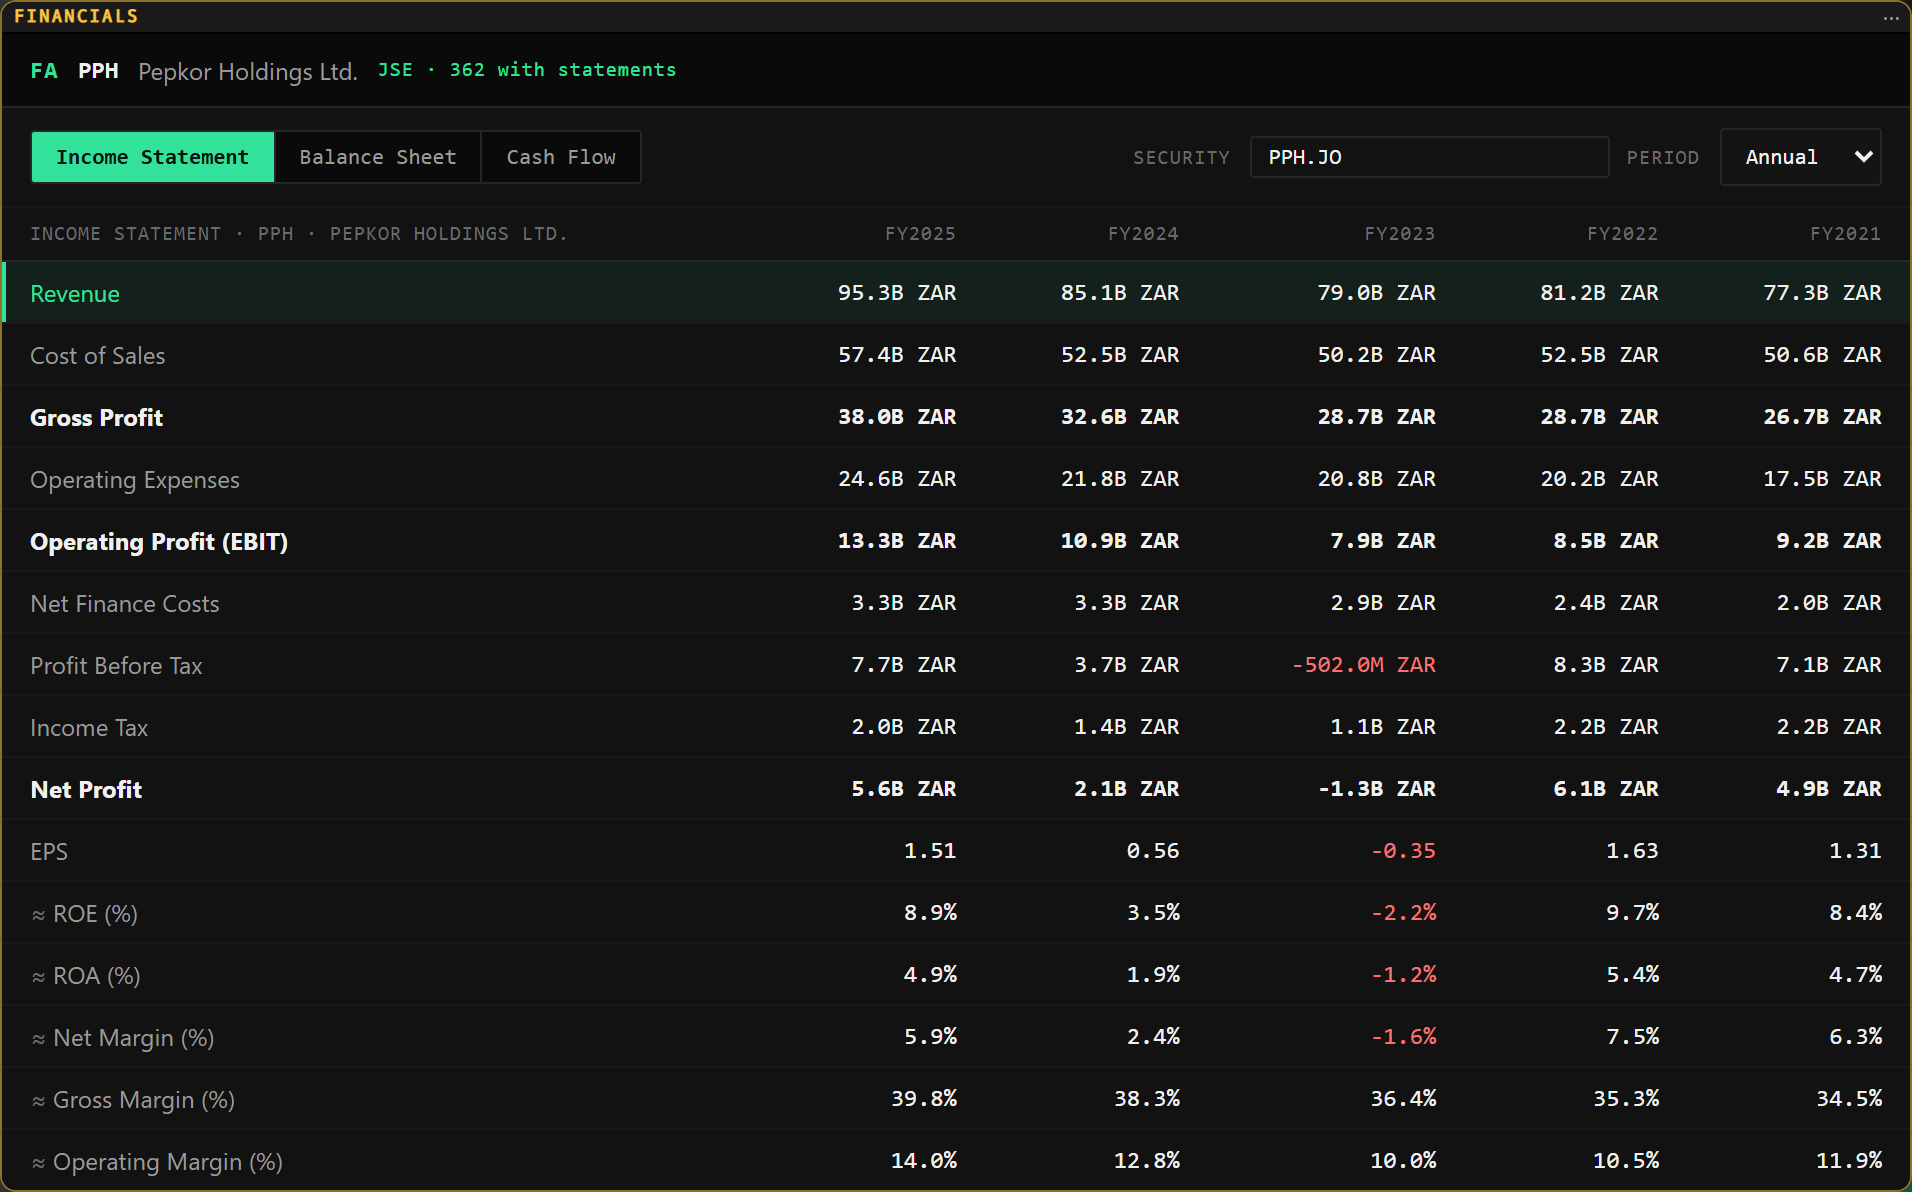 FINANCIALS ...
FA PPH Pepkor Holdings Ltd. JSE · 362 with statements
Income Statement Balance Sheet Cash Flow SECURITY PPH.JO PERIOD Annual
INCOME STATEMENT · PPH · PEPKOR HOLDINGS LTD. FY2025 FY2024 FY2023 FY2022 FY2021
Revenue 95.3B ZAR 85.1B ZAR 79.0B ZAR 81.2B ZAR 77.3B ZAR
Cost of Sales 57.4B ZAR 52.5B ZAR 50.2B ZAR 52.5B ZAR 50.6B ZAR
Gross Profit 38.0B ZAR 32.6B ZAR 28.7B ZAR 28.7B ZAR 26.7B ZAR
Operating Expenses 24.6B ZAR 21.8B ZAR 20.8B ZAR 20.2B ZAR 17.5B ZAR
Operating Profit (EBIT) 13.3B ZAR 10.9B ZAR 7.9B ZAR 8.5B ZAR 9.2B ZAR
Net Finance Costs 3.3B ZAR 3.3B ZAR 2.9B ZAR 2.4B ZAR 2.0B ZAR
Profit Before Tax 7.7B ZAR 3.7B ZAR -502.0M ZAR 8.3B ZAR 7.1B ZAR
Income Tax 2.0B ZAR 1.4B ZAR 1.1B ZAR 2.2B ZAR 2.2B ZAR
Net Profit 5.6B ZAR 2.1B ZAR -1.3B ZAR 6.1B ZAR 4.9B ZAR
EPS 1.51 0.56 -0.35 1.63 1.31
≈ ROE (%) 8.9% 3.5% -2.2% 9.7% 8.4%
≈ ROA (%) 4.9% 1.9% -1.2% 5.4% 4.7%
≈ Net Margin (%) 5.9% 2.4% -1.6% 7.5% 6.3%
≈ Gross Margin (%) 39.8% 38.3% 36.4% 35.3% 34.5%
≈ Operating Margin (%) 14.0% 12.8% 10.0% 10.5% 11.9%